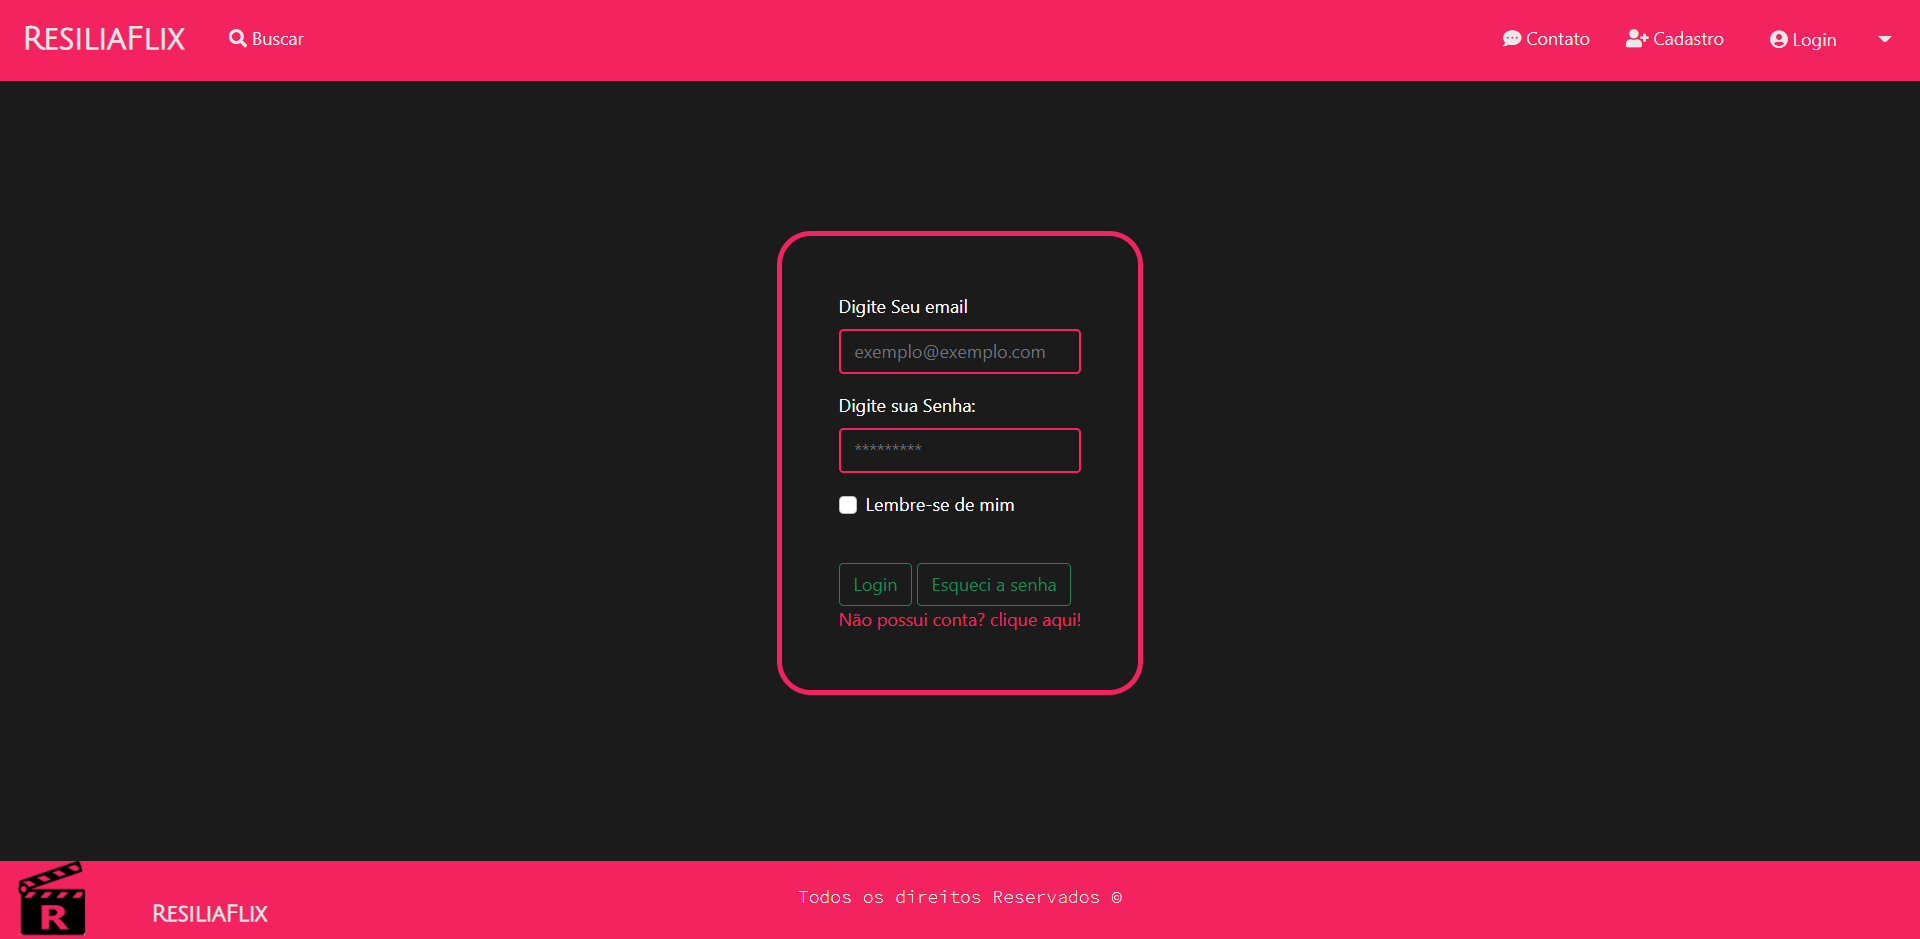 ResiliaFlix Buscar Contato Cadastro Login
Digite Seu email
exemplo@exemplo.com
Digite sua Senha:
*********
Lembre-se de mim
Login Esqueci a senha
Não possui conta? clique aqui!
R
ResiliaFlix
Todos os direitos Reservados ©